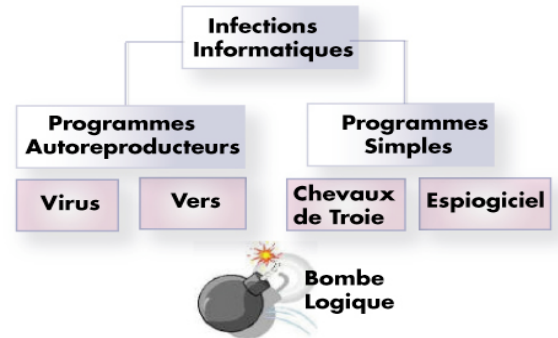 Infections
Informatiques
Programmes
Autoreproducteurs
Programmes
Simples
Virus
Vers
Chevaux
de Troie
Espiogiciel
Bombe
Logique